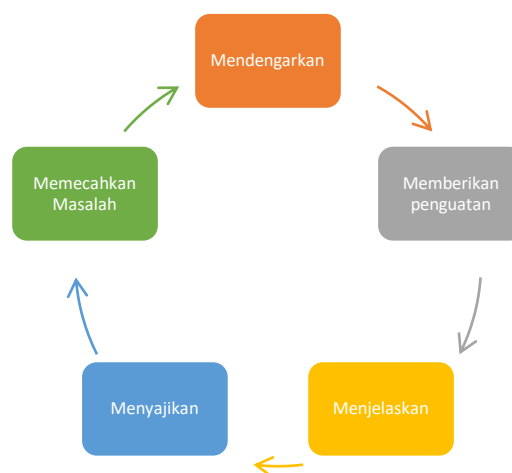 Mendengarkan
Memberikan
penguatan
Menjelaskan
Menyajikan
Memecahkan
Masalah